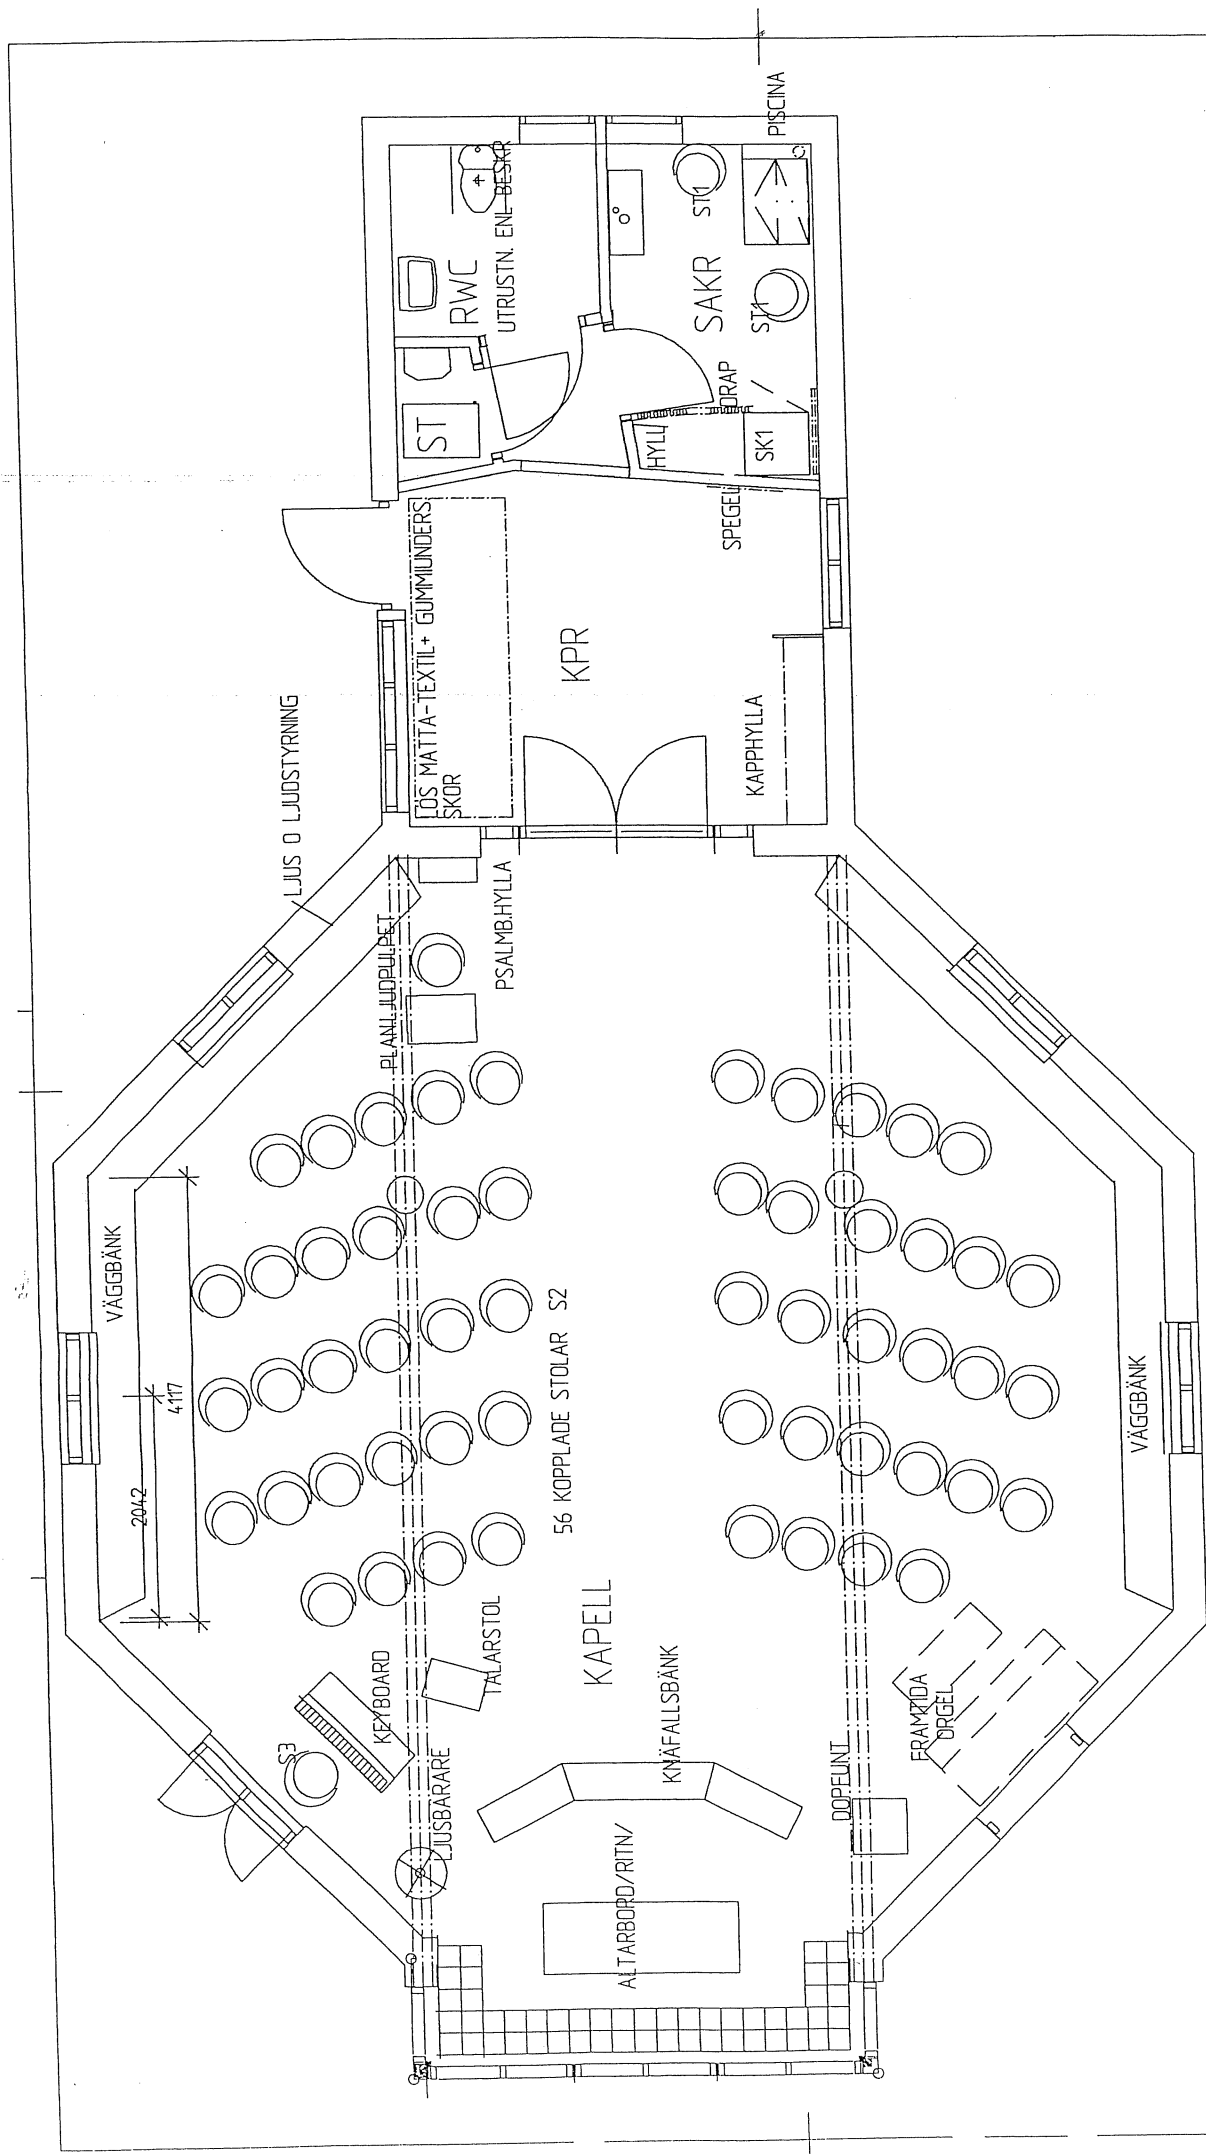 PISCINA
RWC
UTRUSTN. ENL BESKR
ST1
SAKR
ST1
DRAP
ST
HYLL
SK1
SPEGEL
LÖS MATTA-TEXTIL+ GUMMIUNDERS
SKOR
KPR
KAPPHYLLA
LJUS O LJUDSTYRNING
PLAN.LJUDPULPET
PSALMB.HYLLA
VÄGGBÄNK
4117
2042
56 KOPPLADE STOLAR S2
VÄGGBÄNK
KAPELL
TALARSTOL
KEYBOARD
S3
KNÄFALLSBÄNK
FRAMTIDA
ORGEL
LJUSBÄRARE
DOPFUNT
ALTARBORD/RITN/